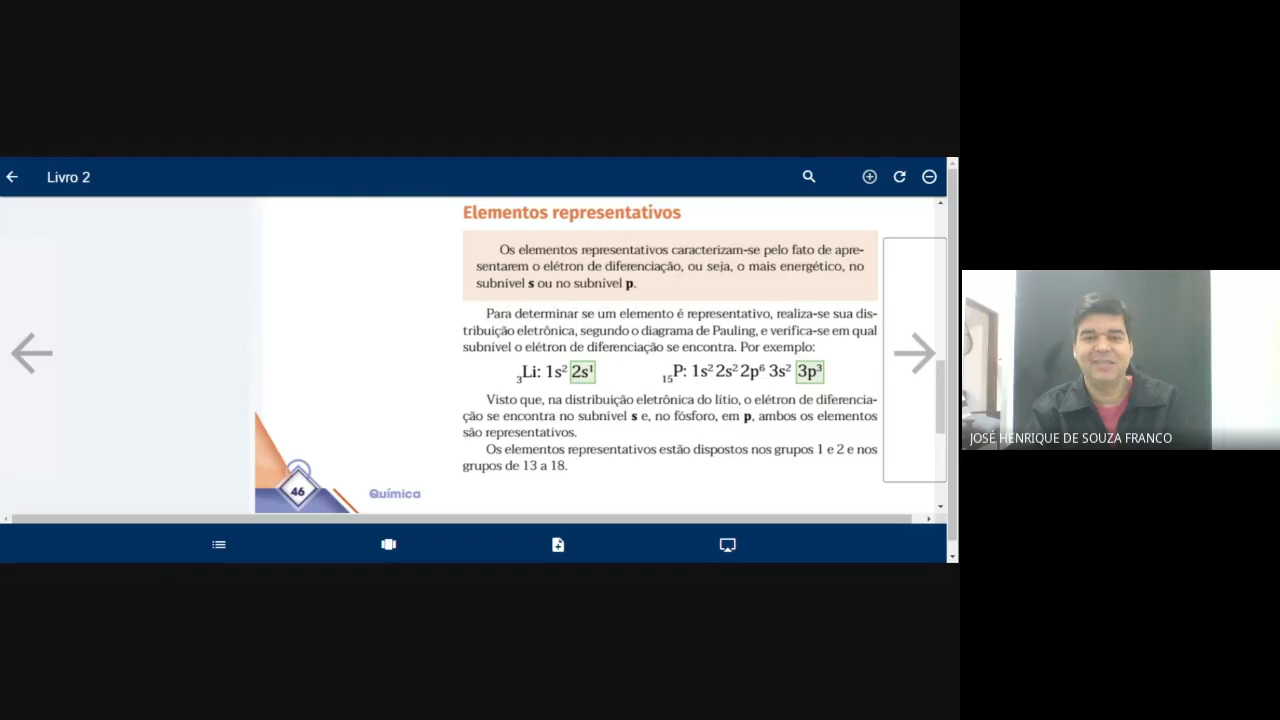 Livro 2
Elementos representativos
Os elementos representativos caracterizam-se pelo fato de apre-
sentarem o elétron de diferenciação, ou seja, o mais energético, no
subnível s ou no subnível p.
Para determinar se um elemento é representativo, realiza-se sua dis-
tribuição eletrônica, segundo o diagrama de Pauling, e verifica-se em qual
subnível o elétron de diferenciação se encontra. Por exemplo:
₃Li: 1s² 2s¹ ₁₅P: 1s² 2s² 2p⁶ 3s² 3p³
Visto que, na distribuição eletrônica do lítio, o elétron de diferencia-
ção se encontra no subnível s e, no fósforo, em p, ambos os elementos
são representativos.
Os elementos representativos estão dispostos nos grupos 1 e 2 e nos
grupos de 13 a 18.
46
Química
JOSÉ HENRIQUE DE SOUZA FRANCO